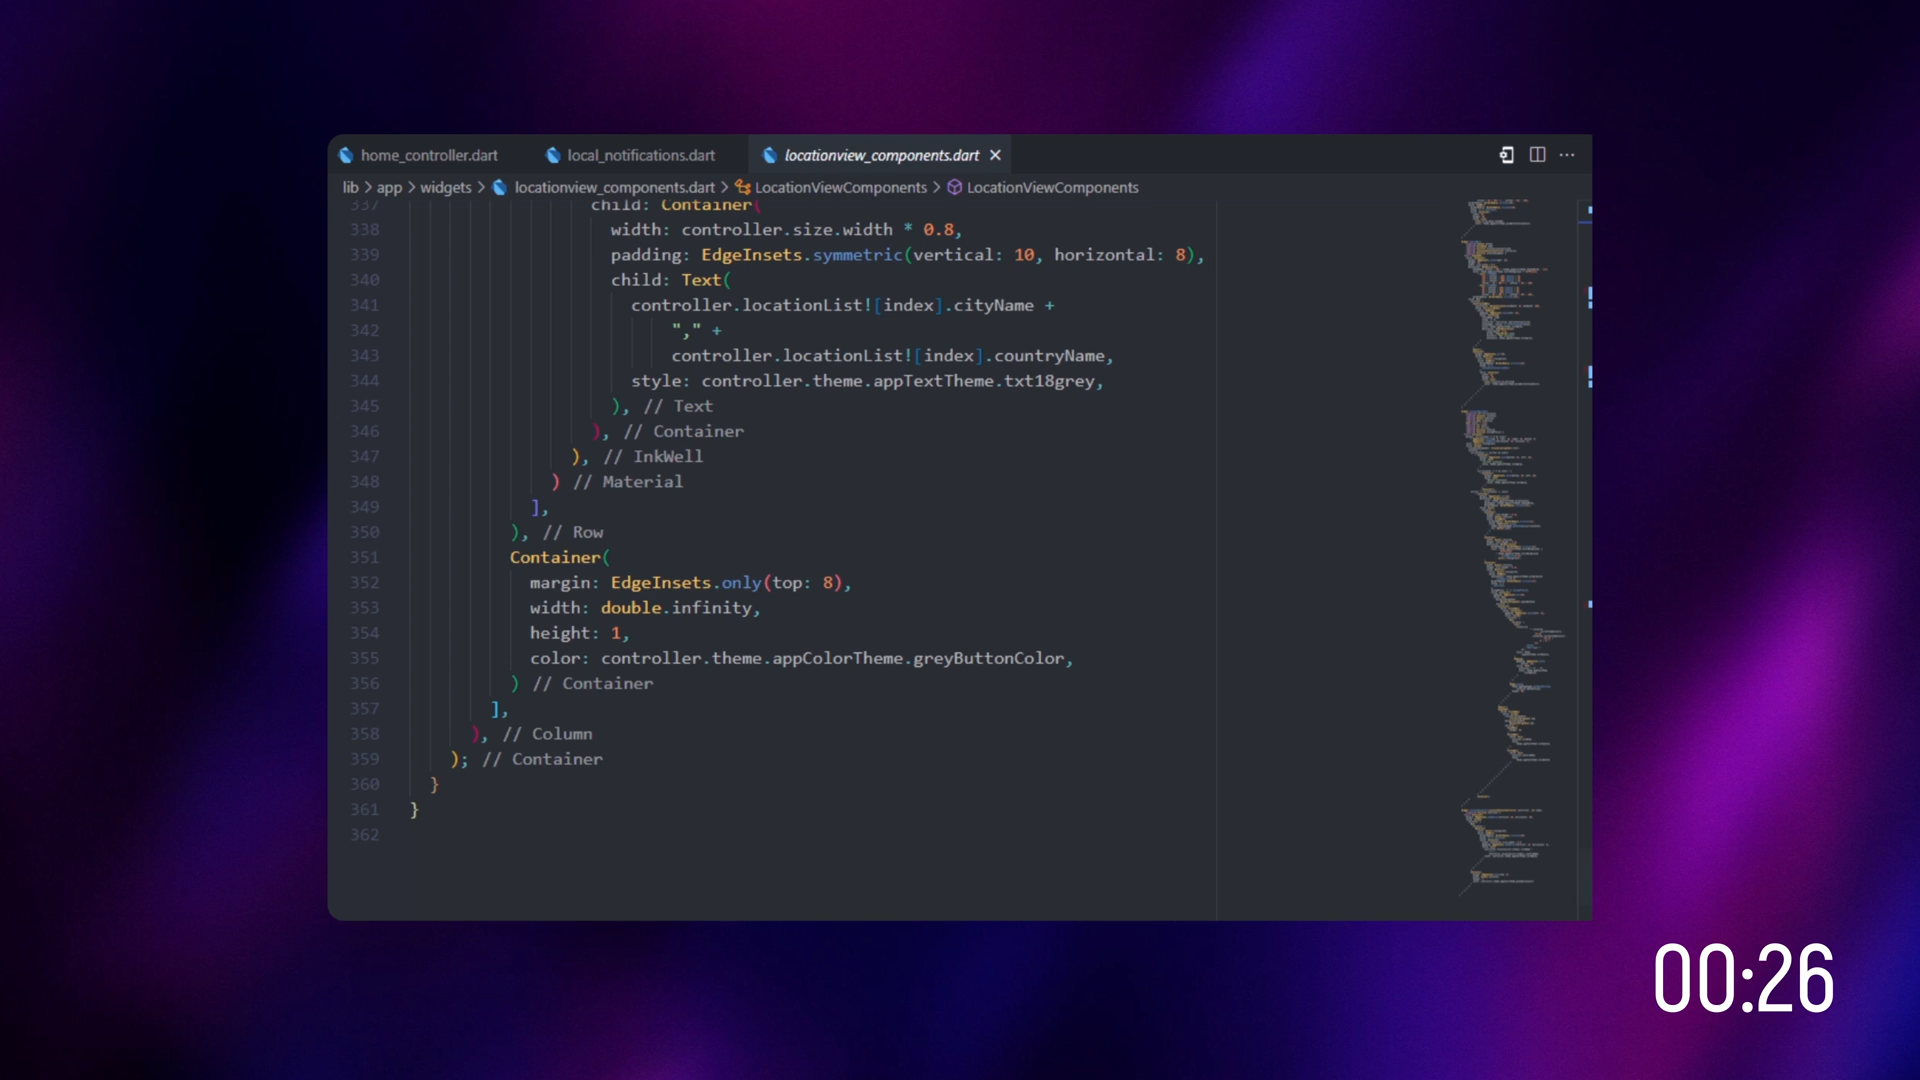 home_controller.dart local_notifications.dart locationview_components.dart
lib > app > widgets > locationview_components.dart > LocationViewComponents > LocationViewComponents
337 child: Container(
338 width: controller.size.width * 0.8,
339 padding: EdgeInsets.symmetric(vertical: 10, horizontal: 8),
340 child: Text(
341 controller.locationList![index].cityName +
342 "," +
343 controller.locationList![index].countryName,
344 style: controller.theme.appTextTheme.txt18grey,
345 ), // Text
346 ), // Container
347 ), // InkWell
348 ) // Material
349 ],
350 ), // Row
351 Container(
352 margin: EdgeInsets.only(top: 8),
353 width: double.infinity,
354 height: 1,
355 color: controller.theme.appColorTheme.greyButtonColor,
356 ) // Container
357 ],
358 ), // Column
359 ); // Container
360 }
361 }
362
00:26